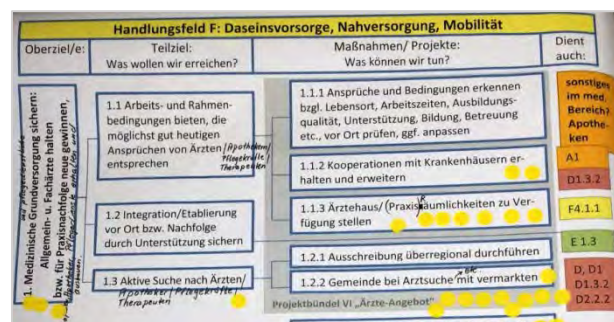 Handlungsfeld F: Daseinsvorsorge, Nahversorgung, Mobilität
Oberziel/e:
Teilziel:
Was wollen wir erreichen?
Maßnahmen/ Projekte:
Was können wir tun?
Dient
auch:
1. Medizinische Grundversorgung sichern:
Allgemein- u. Fachärzte halten
bzw. für Praxisnachfolge neue gewinnen,
1.1 Arbeits- und Rahmen-
bedingungen bieten, die
möglichst gut heutigen
Ansprüchen von Ärzten/Apotheker/
entsprechen
Pflegekräfte/
Therapeuten
1.2 Integration/Etablierung
vor Ort bzw. Nachfolge
durch Unterstützung sichern
1.3 Aktive Suche nach Ärzten/
Apotheker/Pflegekräfte/
Therapeuten
1.1.1 Ansprüche und Bedingungen erkennen
bzgl. Lebensort, Arbeitszeiten, Ausbildungs-
qualität, Unterstützung, Bildung, Betreuung
etc., vor Ort prüfen, ggf. anpassen
1.1.2 Kooperationen mit Krankenhäusern er-
halten und erweitern
1.1.3 Ärztehaus/(Praxis)räumlichkeiten zu Ver-
fügung stellen
1.2.1 Ausschreibung überregional durchführen
etc.
1.2.2 Gemeinde bei Arztsuche mit vermarkten
Projektbündel VI „Ärzte-Angebot“
sonstiges
im med.
Bereich?
Apothe-
ken
A1
D1.3.2
F4.1.1
E 1.3
D, D1
D1.3.2
D2.2.2